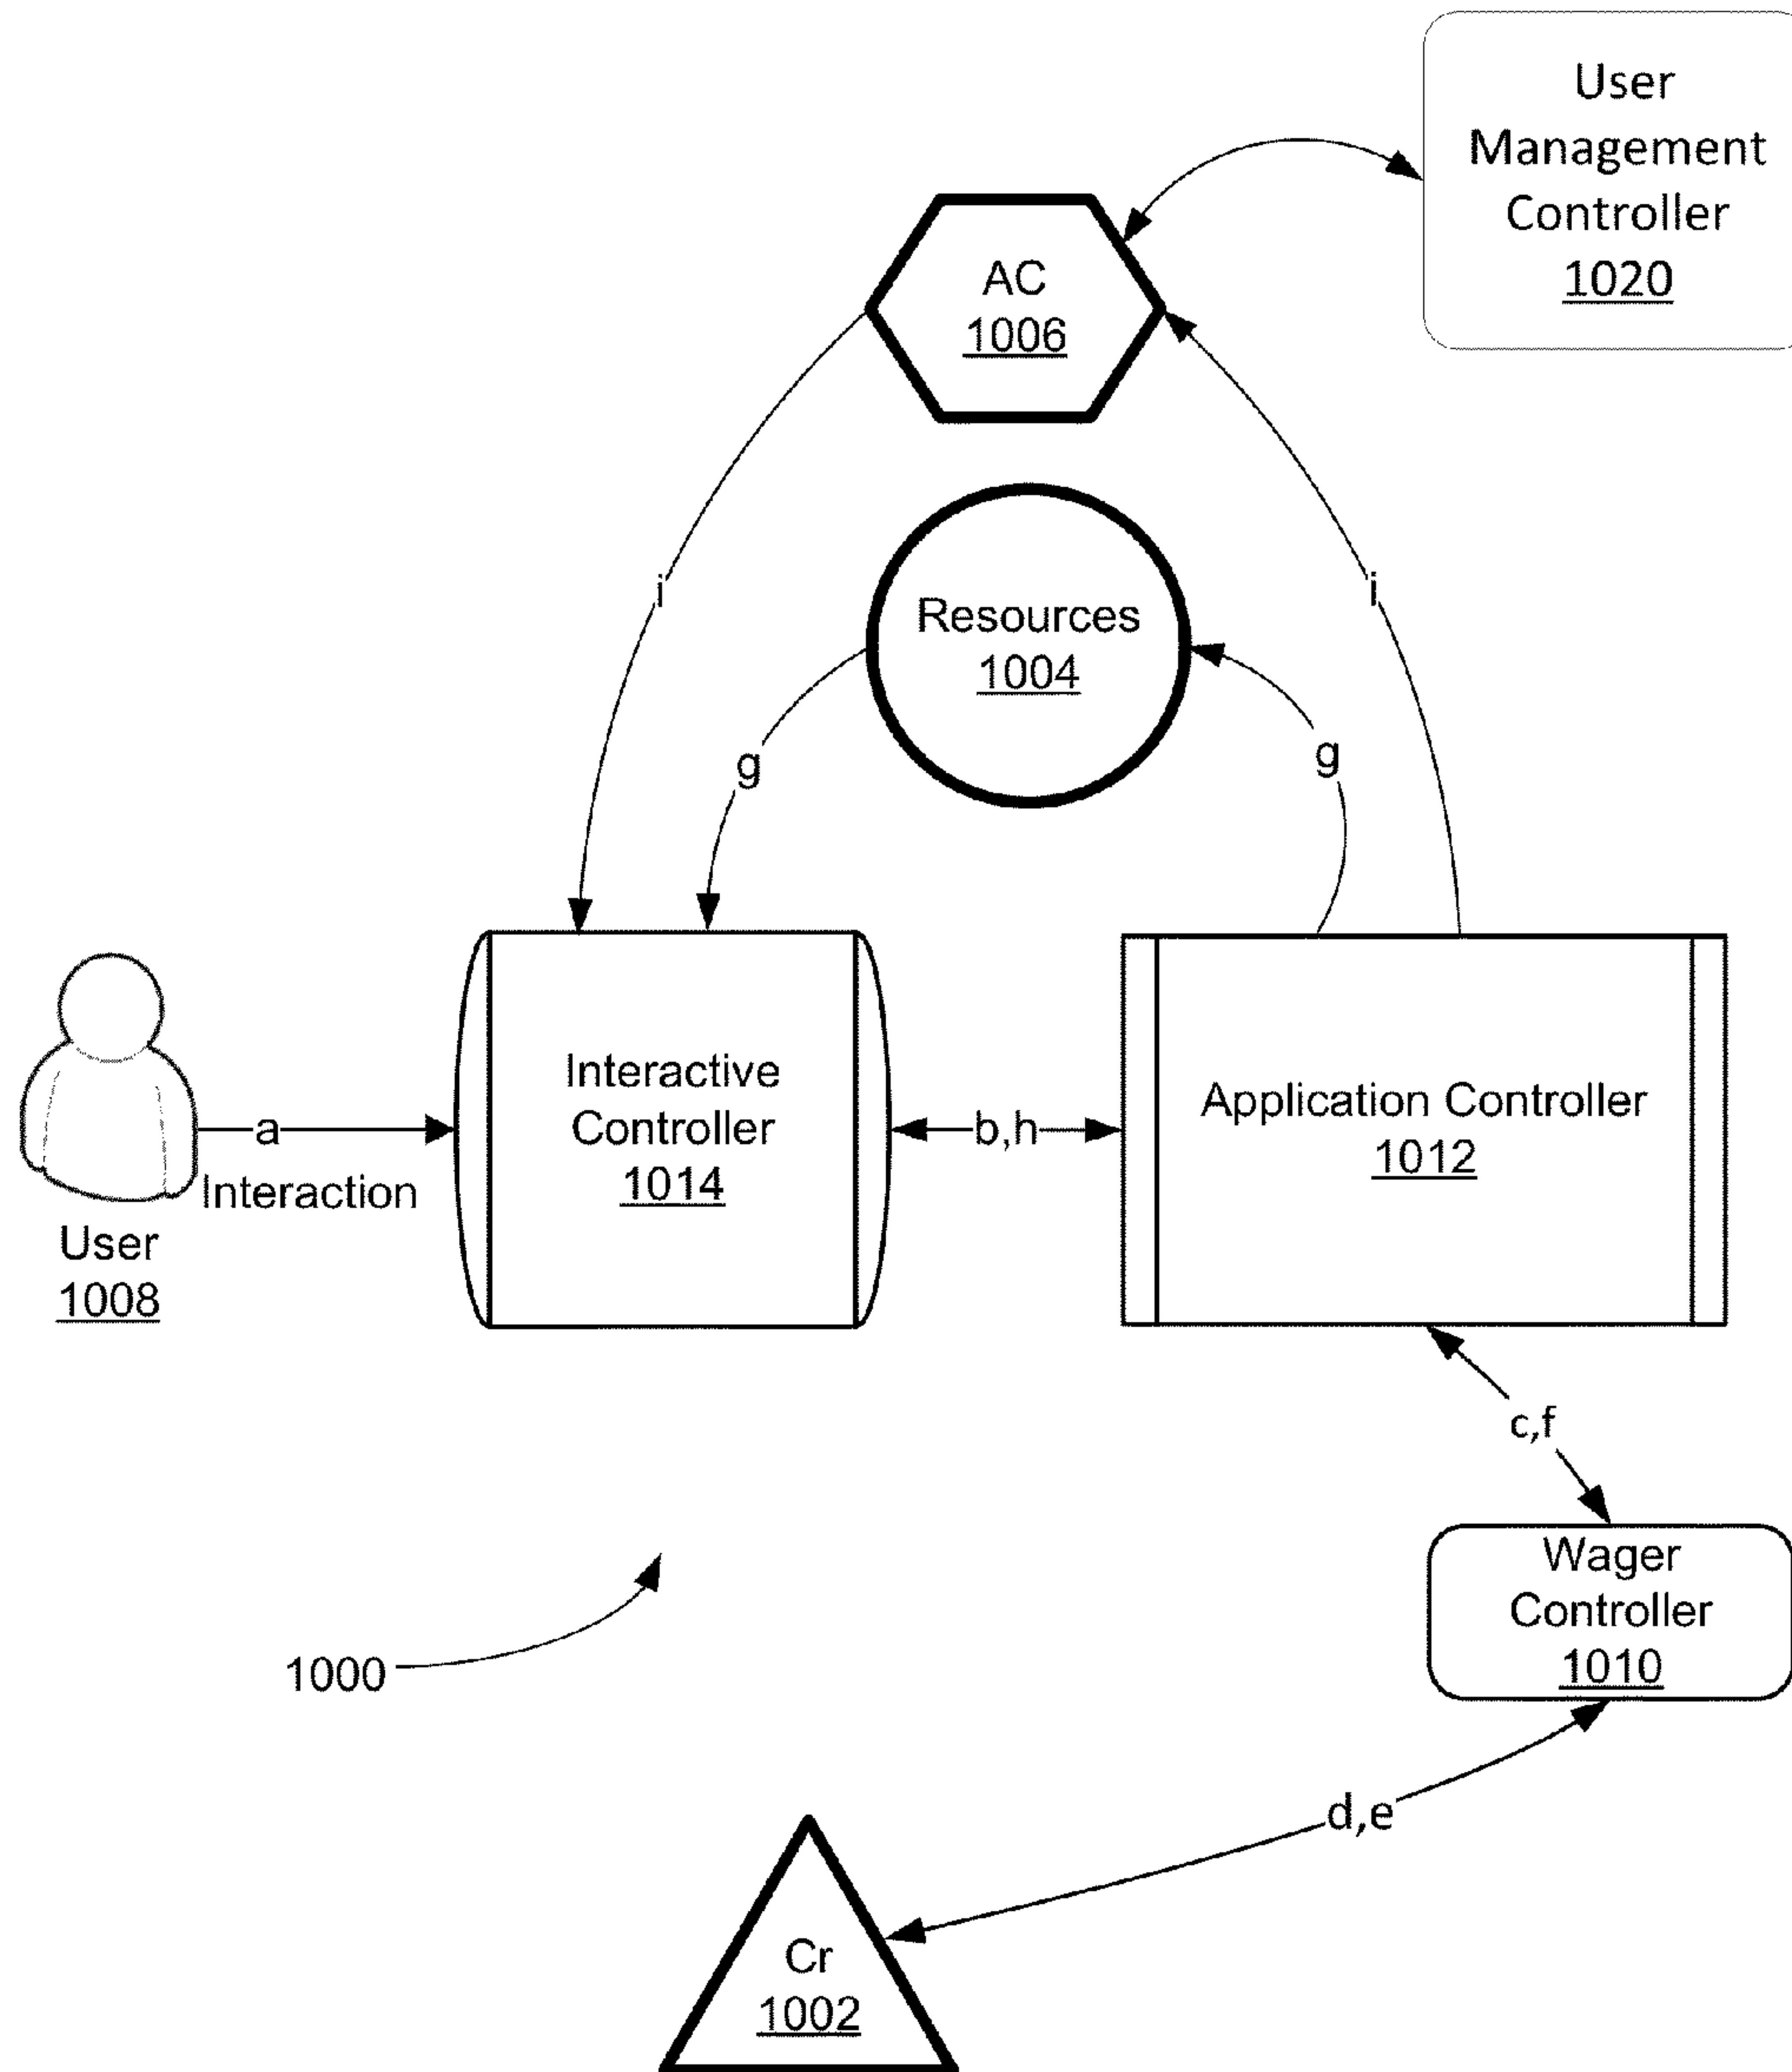 User
Management
Controller
1020
AC
1006
i
i
Resources
1004
g
g
Interactive
Controller
1014
Application Controller
1012
a
b,h
Interaction
User
1008
c,f
Wager
Controller
1010
1000
d,e
Cr
1002